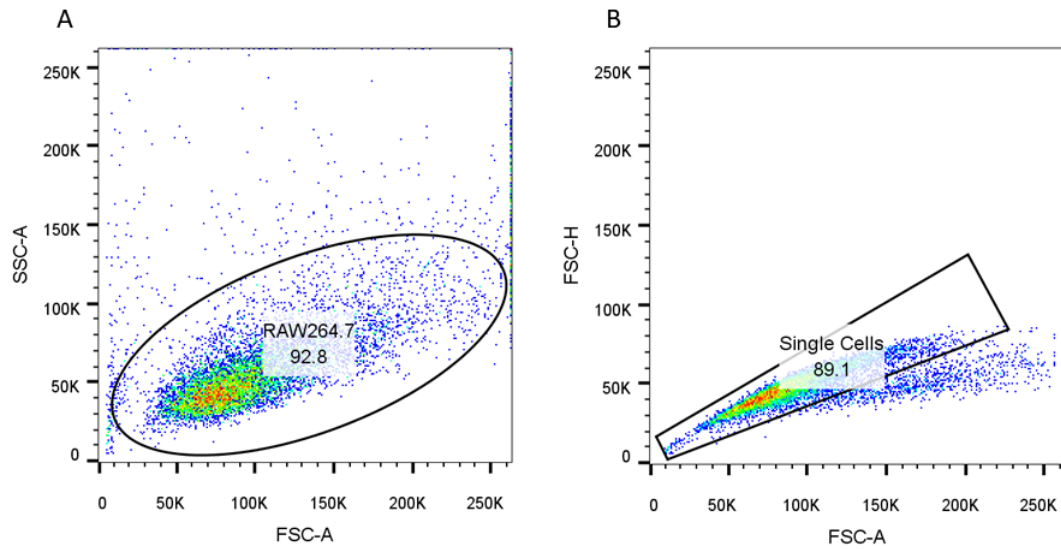 A
250K
200K
150K
100K
50K
0
SSC-A
RAW264.7
92.8
0 50K 100K 150K 200K 250K
FSC-A
B
250K
200K
150K
100K
50K
0
FSC-H
Single Cells
89.1
0 50K 100K 150K 200K 250K
FSC-A